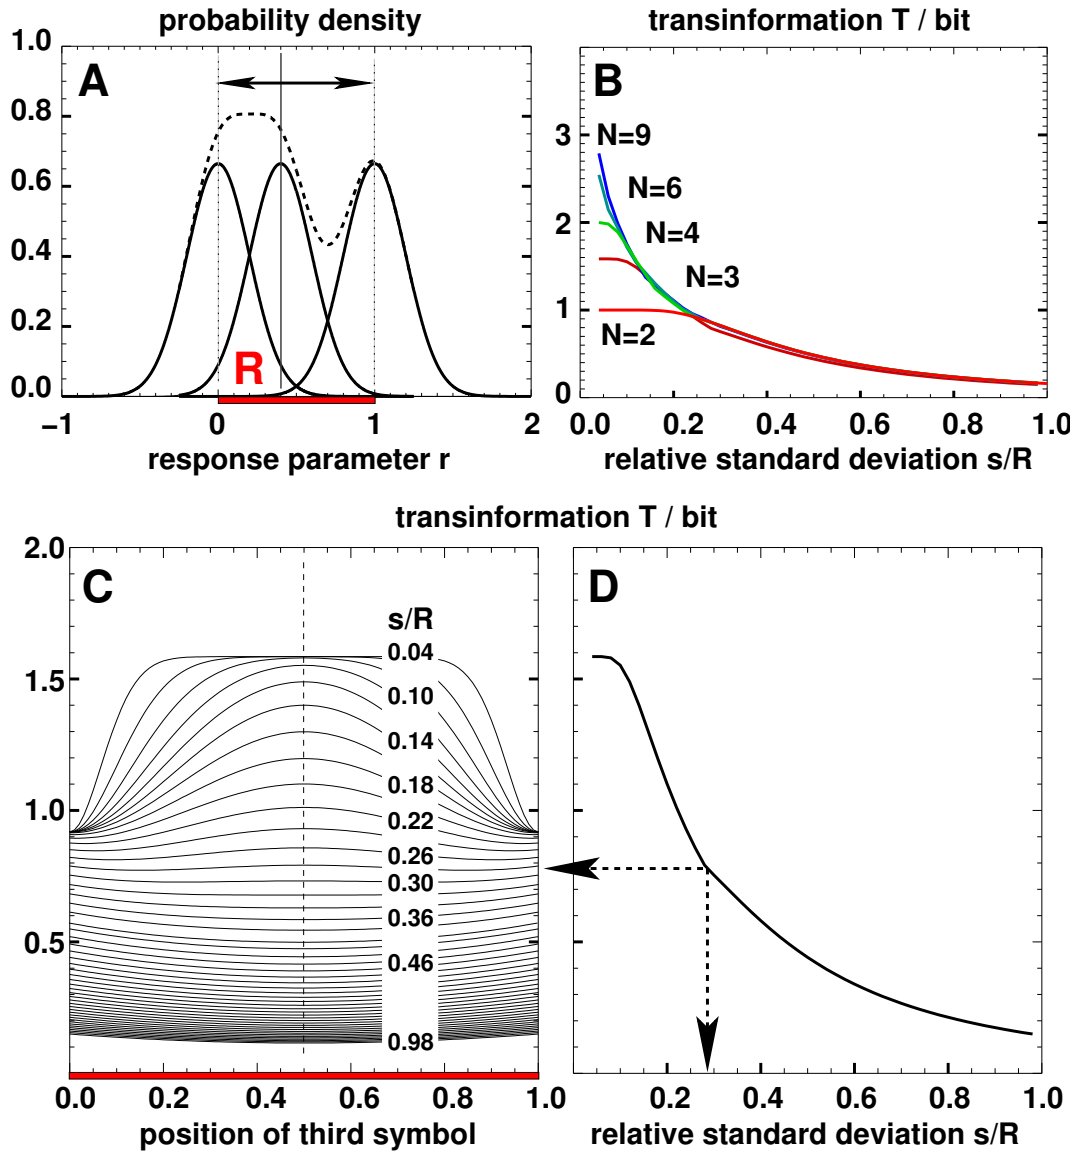 probability density
transinformation T / bit
A
B
1.0
0.8
0.6
0.4
0.2
0.0
R
−1
0
1
2
response parameter r
3
2
1
0
N=9
N=6
N=4
N=3
N=2
0.0 0.2 0.4 0.6 0.8 1.0
relative standard deviation s/R
transinformation T / bit
C
D
2.0
1.5
1.0
0.5
s/R
0.04
0.10
0.14
0.18
0.22
0.26
0.30
0.36
0.46
0.98
0.0 0.2 0.4 0.6 0.8 1.0
position of third symbol
0.2 0.4 0.6 0.8 1.0
relative standard deviation s/R